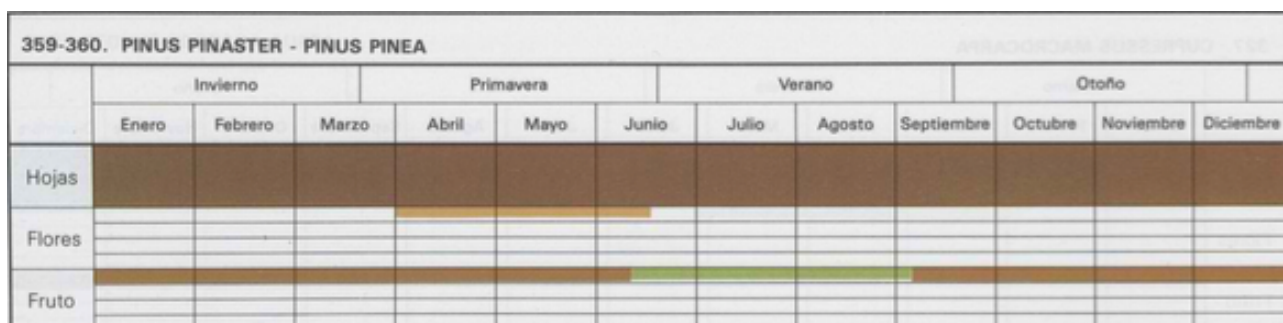 359-360. PINUS PINASTER - PINUS PINEA
Invierno Primavera Verano Otoño
Enero Febrero Marzo Abril Mayo Junio Julio Agosto Septiembre Octubre Noviembre Diciembre
Hojas
Flores
Fruto